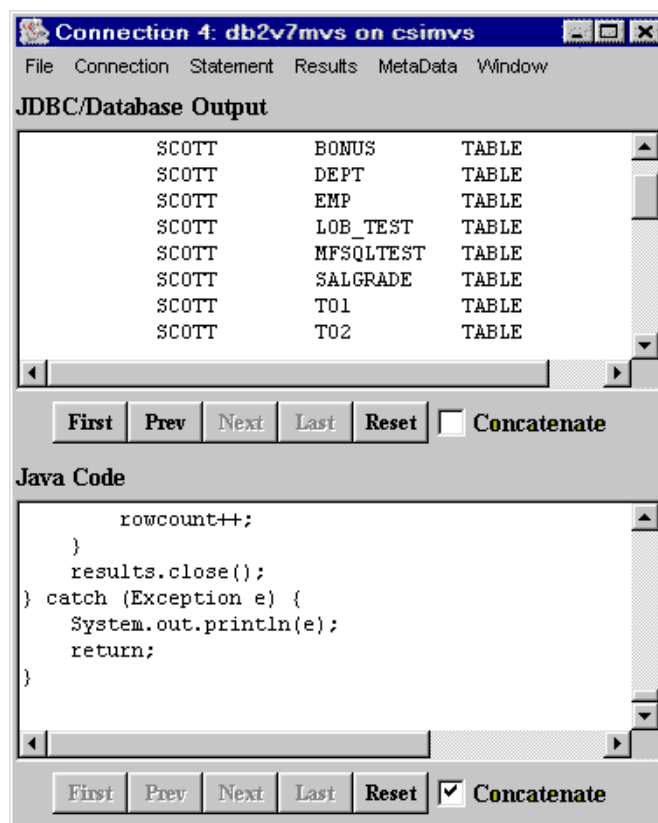 Connection 4: db2v7mvs on csimvs
File Connection Statement Results MetaData Window
JDBC/Database Output
SCOTT BONUS TABLE
SCOTT DEPT TABLE
SCOTT EMP TABLE
SCOTT LOB_TEST TABLE
SCOTT MFSQLTEST TABLE
SCOTT SALGRADE TABLE
SCOTT TO1 TABLE
SCOTT TO2 TABLE
First Prev Next Last Reset Concatenate
Java Code
rowcount++;
}
results.close();
} catch (Exception e) {
System.out.println(e);
return;
}
First Prev Next Last Reset Concatenate